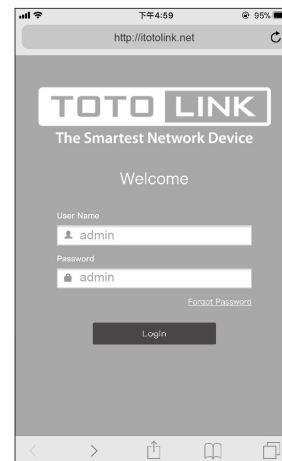 下午4:59
95%
http://itotolink.net
TOTO LINK
The Smartest Network Device
Welcome
User Name
admin
Password
admin
Forgot Password
Login